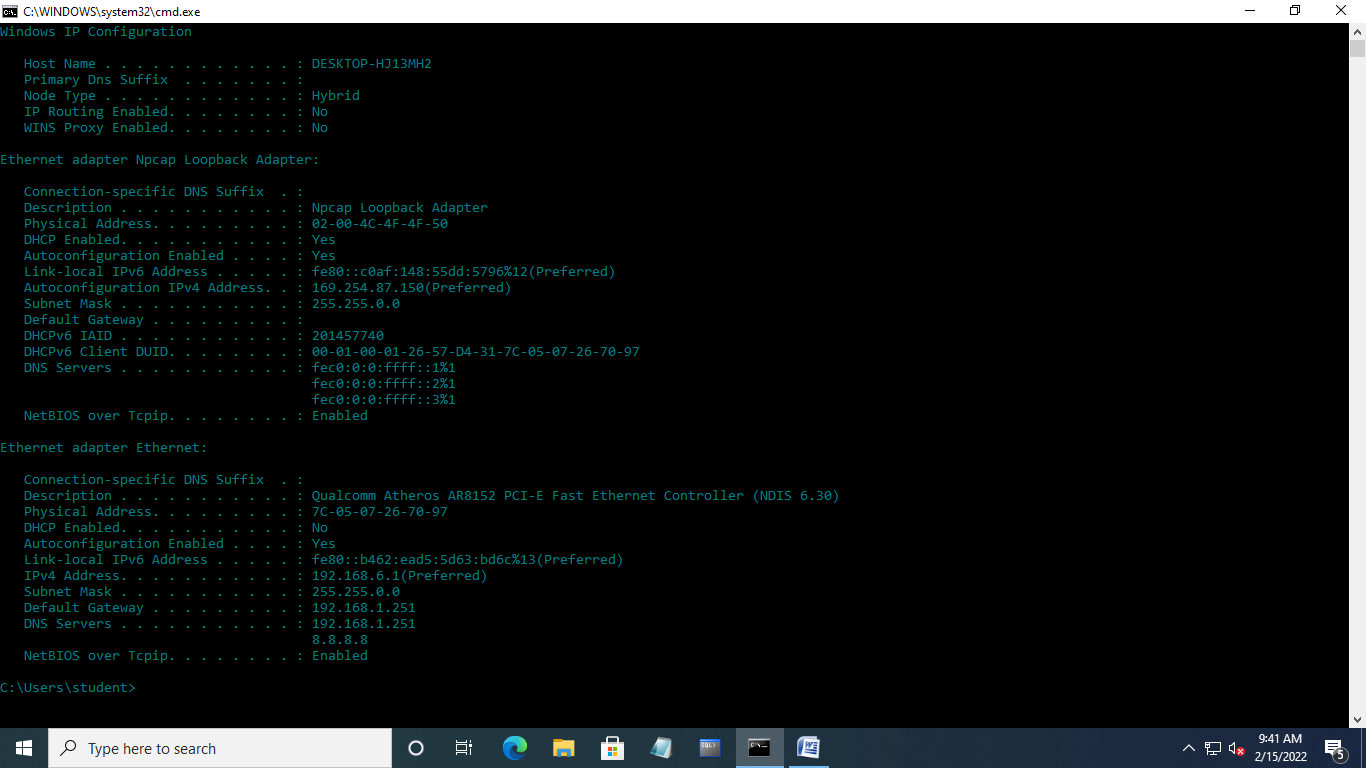 C:\WINDOWS\system32\cmd.exe
Windows IP Configuration
Host Name . . . . . . . . . . . . : DESKTOP-HJ13MH2
Primary Dns Suffix  . . . . . . . :
Node Type . . . . . . . . . . . . : Hybrid
IP Routing Enabled. . . . . . . . : No
WINS Proxy Enabled. . . . . . . . : No
Ethernet adapter Npcap Loopback Adapter:
Connection-specific DNS Suffix  . :
Description . . . . . . . . . . . : Npcap Loopback Adapter
Physical Address. . . . . . . . . : 02-00-4C-4F-4F-50
DHCP Enabled. . . . . . . . . . . : Yes
Autoconfiguration Enabled . . . . : Yes
Link-local IPv6 Address . . . . . : fe80::c0af:148:55dd:5796%12(Preferred)
Autoconfiguration IPv4 Address. . : 169.254.87.150(Preferred)
Subnet Mask . . . . . . . . . . . : 255.255.0.0
Default Gateway . . . . . . . . . :
DHCPv6 IAID . . . . . . . . . . . : 201457740
DHCPv6 Client DUID. . . . . . . . : 00-01-00-01-26-57-D4-31-7C-05-07-26-70-97
DNS Servers . . . . . . . . . . . : fec0:0:0:ffff::1%1
fec0:0:0:ffff::2%1
fec0:0:0:ffff::3%1
NetBIOS over Tcpip. . . . . . . . : Enabled
Ethernet adapter Ethernet:
Connection-specific DNS Suffix  . :
Description . . . . . . . . . . . : Qualcomm Atheros AR8152 PCI-E Fast Ethernet Controller (NDIS 6.30)
Physical Address. . . . . . . . . : 7C-05-07-26-70-97
DHCP Enabled. . . . . . . . . . . : No
Autoconfiguration Enabled . . . . : Yes
Link-local IPv6 Address . . . . . : fe80::b462:ead5:5d63:bd6c%13(Preferred)
IPv4 Address. . . . . . . . . . . : 192.168.6.1(Preferred)
Subnet Mask . . . . . . . . . . . : 255.255.0.0
Default Gateway . . . . . . . . . : 192.168.1.251
DNS Servers . . . . . . . . . . . : 192.168.1.251
8.8.8.8
NetBIOS over Tcpip. . . . . . . . : Enabled
C:\Users\student>
Type here to search
SQL
9:41 AM
2/15/2022
5